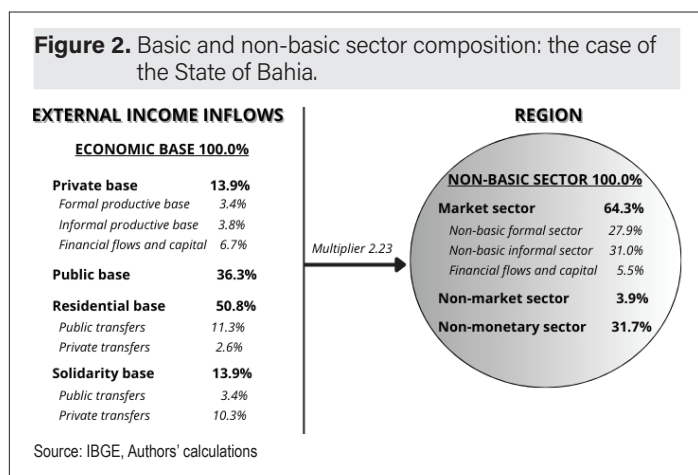 Figure 2. Basic and non-basic sector composition: the case of
the State of Bahia.
EXTERNAL INCOME INFLOWS
ECONOMIC BASE 100.0%
Private base 13.9%
Formal productive base 3.4%
Informal productive base 3.8%
Financial flows and capital 6.7%
Public base 36.3%
Residential base 50.8%
Public transfers 11.3%
Private transfers 2.6%
Solidarity base 13.9%
Public transfers 3.4%
Private transfers 10.3%
Multiplier 2.23
REGION
NON-BASIC SECTOR 100.0%
Market sector 64.3%
Non-basic formal sector 27.9%
Non-basic informal sector 31.0%
Financial flows and capital 5.5%
Non-market sector 3.9%
Non-monetary sector 31.7%
Source: IBGE, Authors' calculations